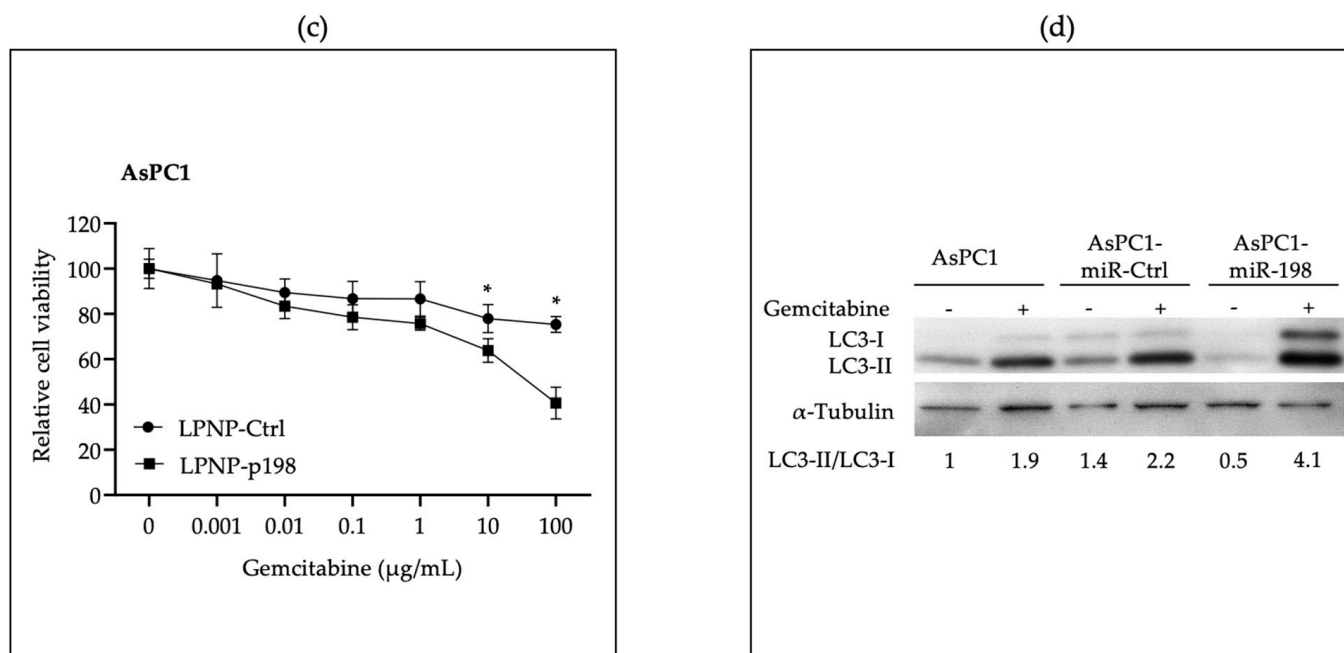 (c)
AsPC1
Relative cell viability
120
100
80
60
40
20
0
* *
LPNP-Ctrl
LPNP-p198
0 0.001 0.01 0.1 1 10 100
Gemcitabine (µg/mL)
(d)
AsPC1 AsPC1-miR-Ctrl AsPC1-miR-198
Gemcitabine - + - + - +
LC3-I
LC3-II
α-Tubulin
LC3-II/LC3-I 1 1.9 1.4 2.2 0.5 4.1